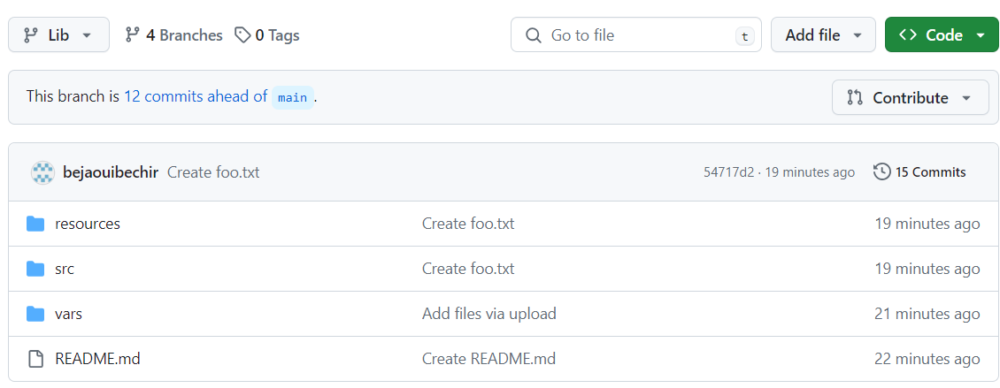 Lib 4 Branches 0 Tags Go to file t Add file Code
This branch is 12 commits ahead of main.
Contribute
bejaouibechir Create foo.txt 54717d2 · 19 minutes ago 15 Commits
resources Create foo.txt 19 minutes ago
src Create foo.txt 19 minutes ago
vars Add files via upload 21 minutes ago
README.md Create README.md 22 minutes ago